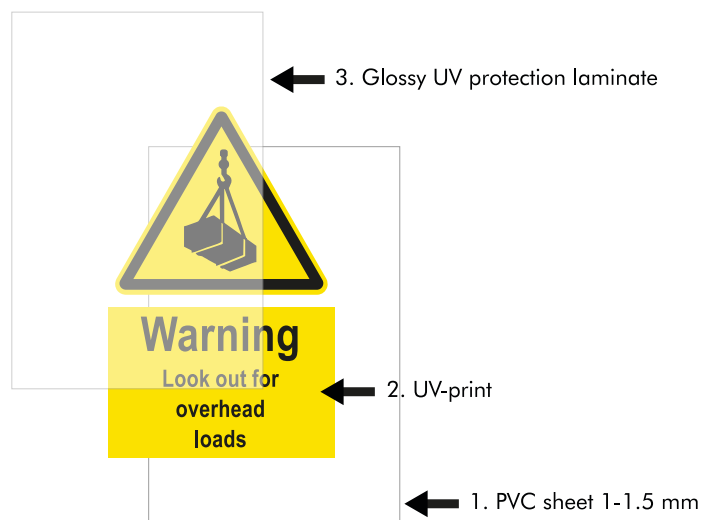 3. Glossy UV protection laminate
Warning
Look out for
overhead
loads
2. UV-print
1. PVC sheet 1-1.5 mm